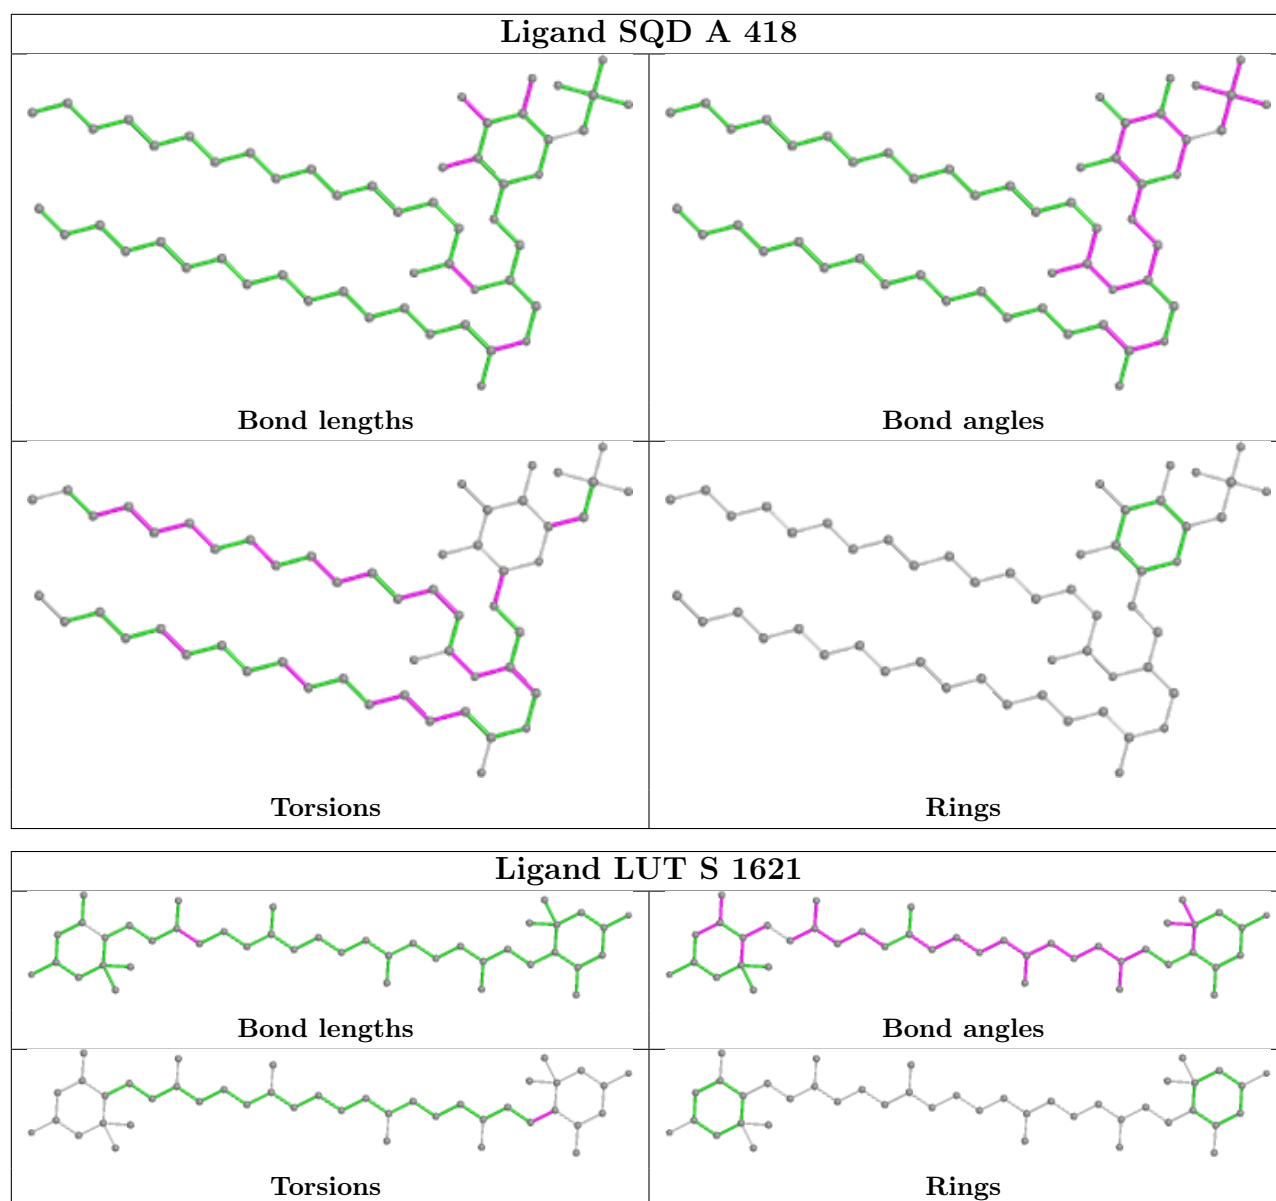 Ligand SQD A 418
Bond lengths
Bond angles
Torsions
Rings
Ligand LUT S 1621
Bond lengths
Bond angles
Torsions
Rings